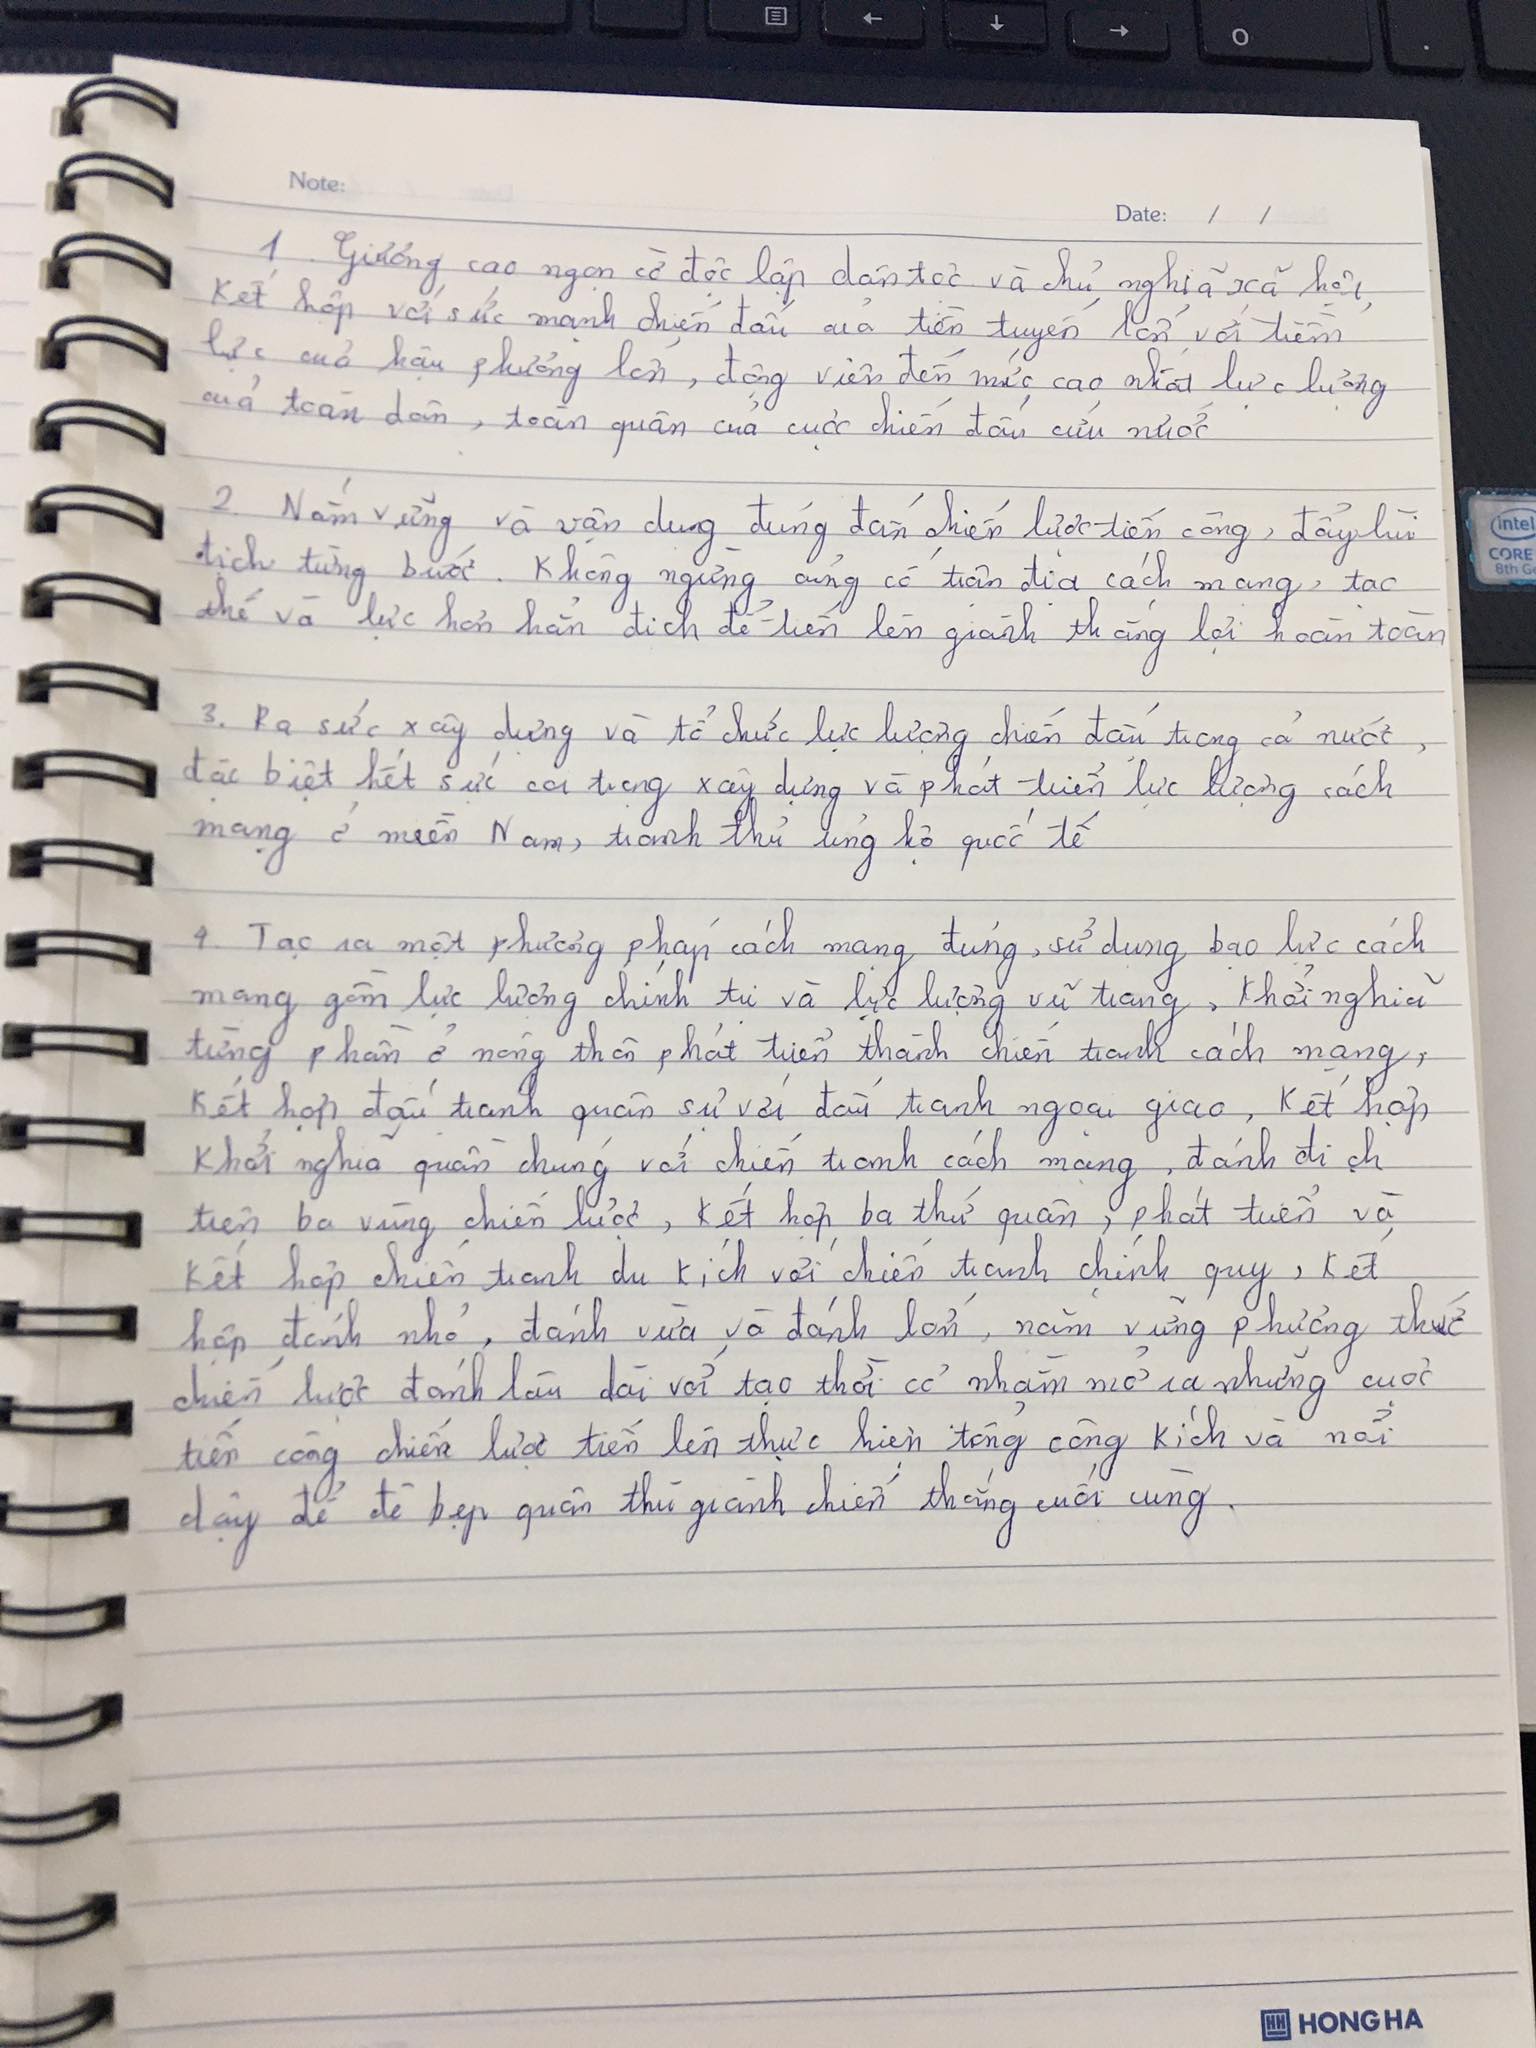 Note:
Date: / /
1. Giương cao ngọn cờ độc lập dân tộc và chủ nghĩa xã hội,
Kết hợp với sức mạnh chiến đấu của tiền tuyến lớn với tiềm
lực của hậu phương lớn, động viên đến mức cao nhất lực lượng
của toàn dân, toàn quân của cuộc chiến đấu cứu nước
2. Nắm vững và vận dụng đúng đắn chiến lược tiến công, đẩy lùi
địch từng bước. Không ngừng củng cố trận địa cách mạng, tạo
thế và lực hơn hẳn địch để tiến lên giành thắng lợi hoàn toàn
3. Ra sức xây dựng và tổ chức lực lượng chiến đấu trong cả nước,
đặc biệt hết sức coi trọng xây dựng và phát triển lực lượng cách
mạng ở miền Nam, tranh thủ ủng hộ quốc tế
4. Tạo ra một phương pháp cách mạng đúng, sử dụng bạo lực cách
mạng gồm lực lượng chính trị và lực lượng vũ trang, Khởi nghĩa
từng phần ở nông thôn phát triển thành chiến tranh cách mạng,
Kết hợp đấu tranh quân sự với đấu tranh ngoại giao, Kết hợp
Khởi nghĩa quần chúng với chiến tranh cách mạng, đánh địch
trên ba vùng chiến lược, Kết hợp ba thứ quân, phát triển và
Kết hợp chiến tranh du kích với chiến tranh chính quy, Kết
hợp đánh nhỏ, đánh vừa và đánh lớn, nắm vững phương thức
chiến lược đánh lâu dài với tạo thời cơ nhằm mở ra những cuộc
tiến công chiến lược tiến lên thực hiện tổng công kích và nổi
dậy để đè bẹp quân thù giành chiến thắng cuối cùng.
HONG HA
intel
CORE
8th Ge